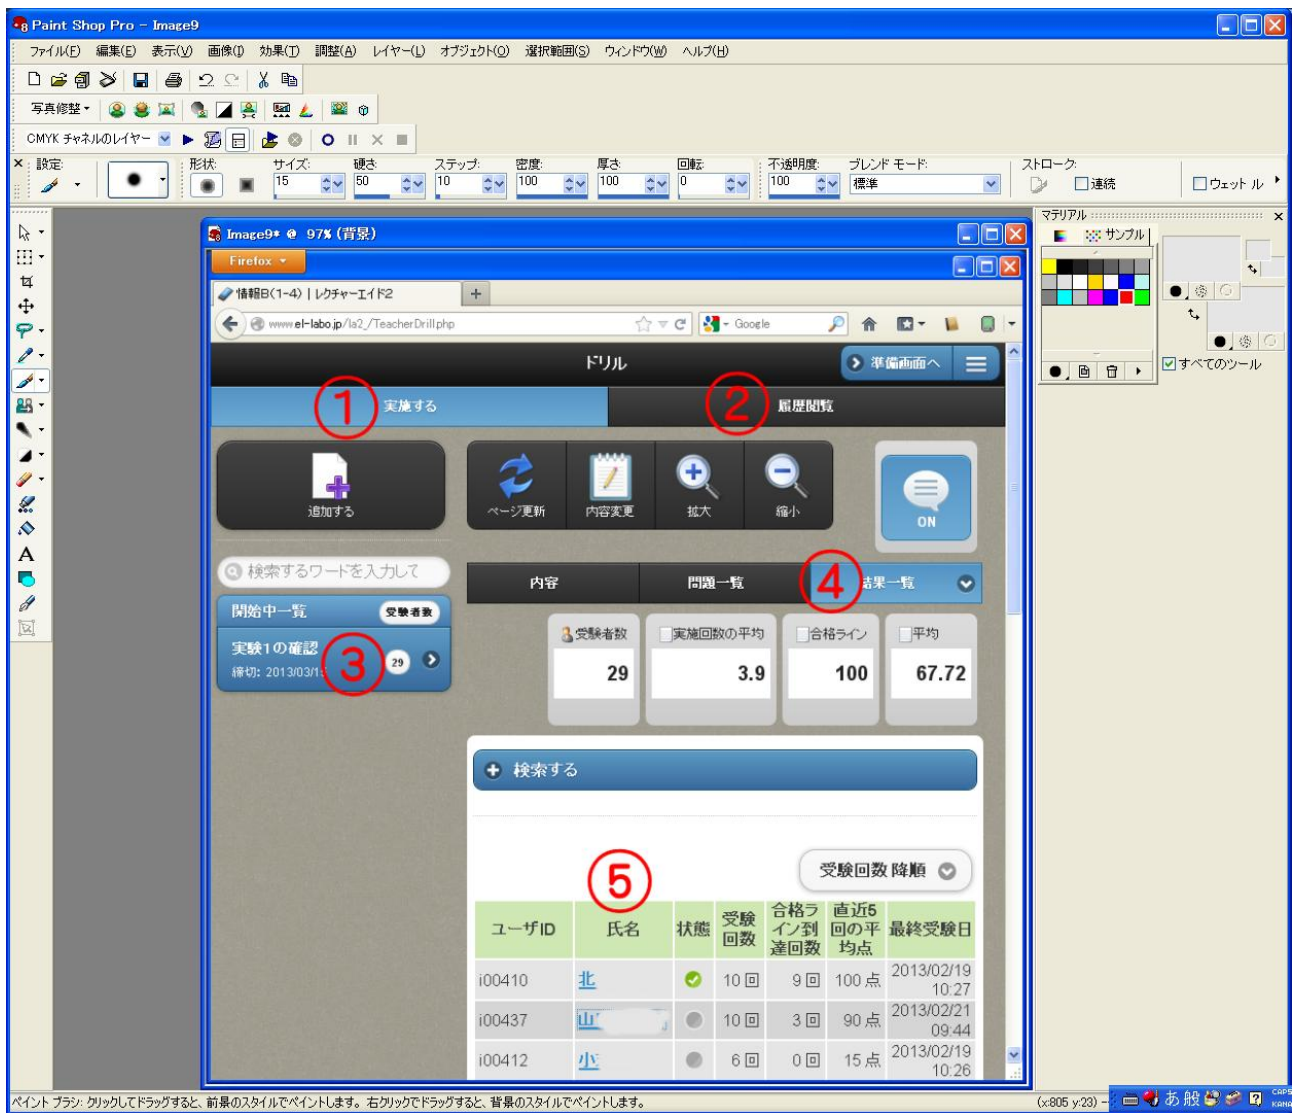 Paint Shop Pro - Image9
ファイル(F) 編集(E) 表示(V) 画像(I) 効果(T) 調整(A) レイヤー(L) オブジェクト(O) 選択範囲(S) ウィンドウ(W) ヘルプ(H)
写真修整
CMYK チャネルのレイヤー
設定: 形状: サイズ: 硬さ: ステップ: 密度: 厚さ: 回転: 不透明度: ブレンド モード: ストローク:
15 50 10 100 100 0 100 標準 連続 ウェット ル
マテリアル
サンプル
すべてのツール
Image9* @ 97% (背景)
Firefox
情報B(1-4) | レクチャーエイド2
www.el-labo.jp/la2_/TeacherDrill.php
Google
ドリル
準備画面へ
① 実施する
② 履歴閲覧
追加する
ページ更新 内容変更 拡大 縮小
ON
検索するワードを入力して
内容 問題一覧 ④ 結果一覧
開始中一覧 受験者数
実験1の確認
締切: 2013/03/1
③
29
受験者数 実施回数の平均 合格ライン 平均
29 3.9 100 67.72
検索する
受験回数 降順
⑤
ユーザID 氏名 状態 受験回数 合格ライン到達回数 直近5回の平均点 最終受験日
i00410 北 10 回 9 回 100 点 2013/02/19 10:27
i00437 山 10 回 3 回 90 点 2013/02/21 09:44
i00412 小 6 回 0 回 15 点 2013/02/19 10:26
ペイント ブラシ: クリックしてドラッグすると、前景のスタイルでペイントします。右クリックでドラッグすると、背景のスタイルでペイントします。
(x:805 y:23) -
あ 般
CAPS
KANA